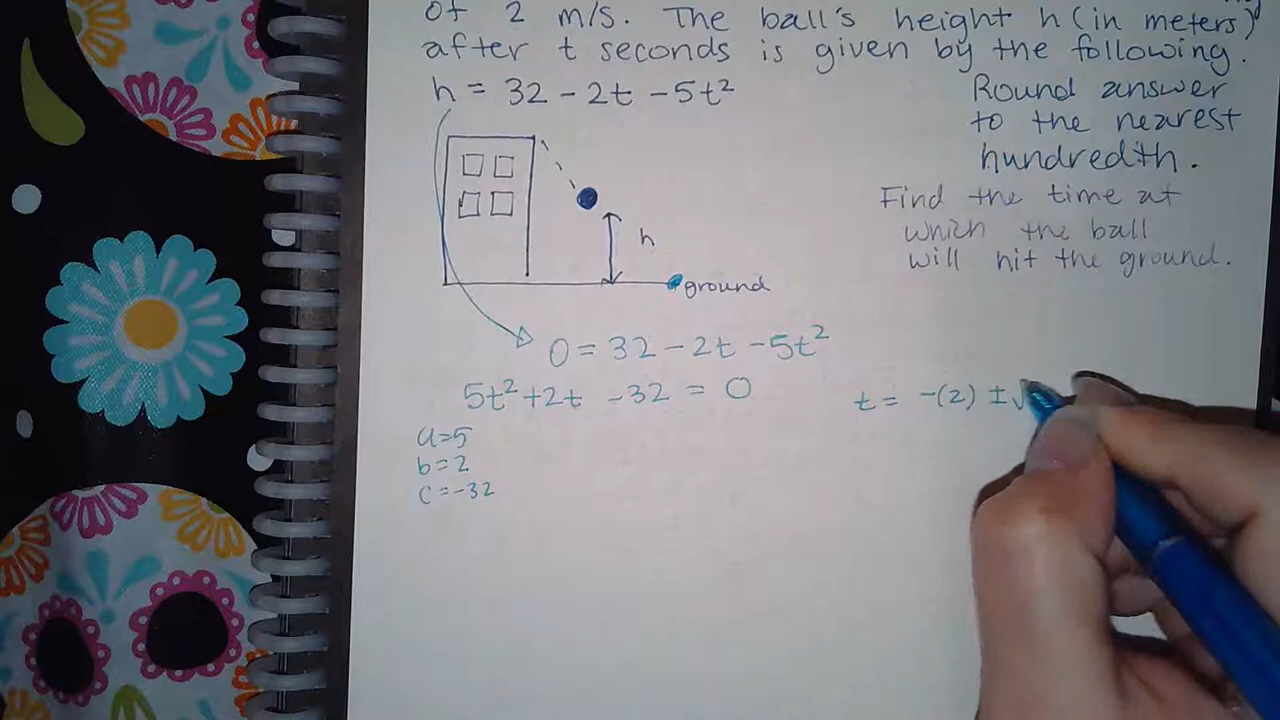 of 2 m/s. The ball's height h (in meters)
after t seconds is given by the following.
h = 32 - 2t - 5t²
Round answer
to the nearest
hundredth.
Find the time at
which the ball
will hit the ground.
h
ground
0 = 32 - 2t - 5t²
5t² + 2t - 32 = 0
t = -(2) ± √
a=5
b=2
c=-32